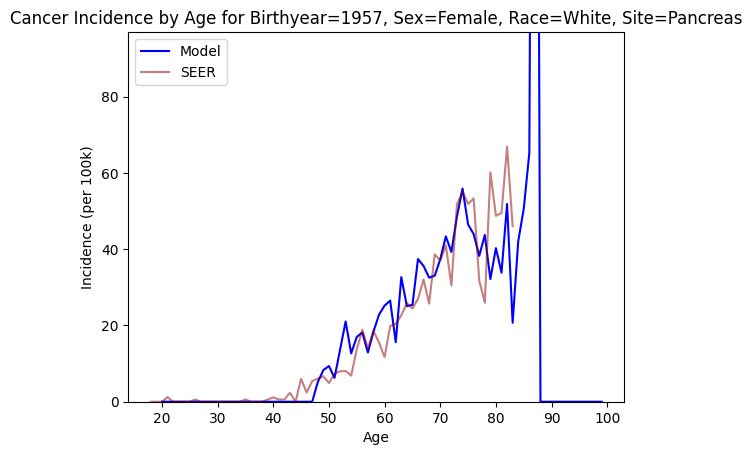 Cancer Incidence by Age for Birthyear=1957, Sex=Female, Race=White, Site=Pancreas
Model
SEER
80
60
40
20
0
Incidence (per 100k)
20 30 40 50 60 70 80 90 100
Age